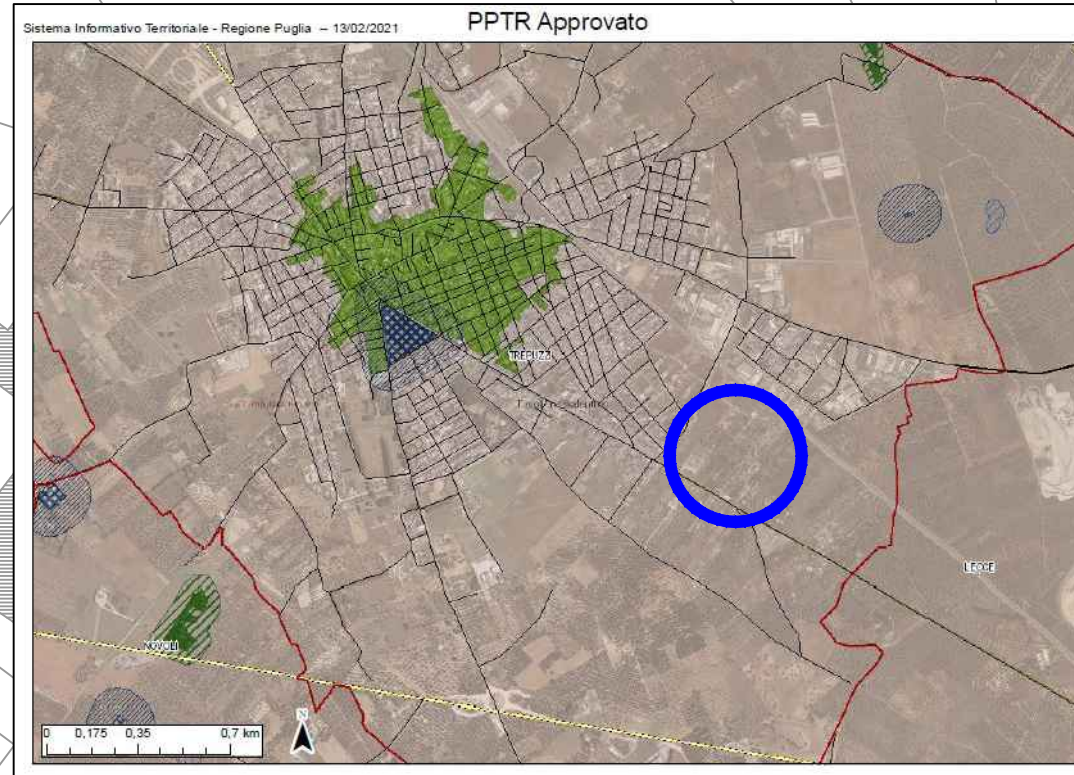 Sistema Informativo Territoriale - Regione Puglia – 13/02/2021
PPTR Approvato
TREPUZZI
LECCE
NOVOLI
N
0 0,175 0,35 0,7 km